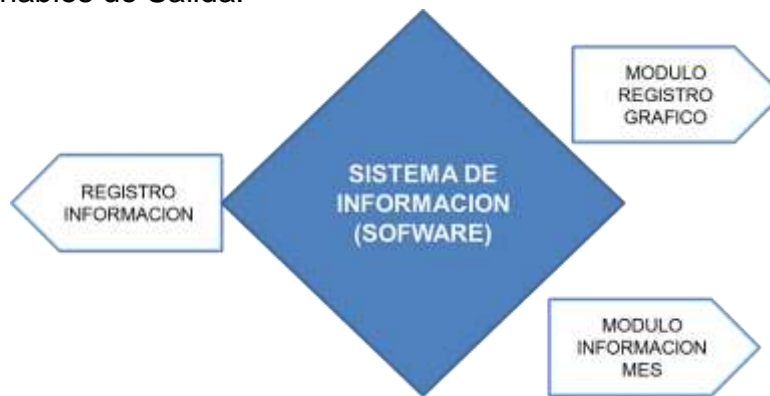 de Salida.
MODULO
REGISTRO
GRAFICO
REGISTRO
INFORMACION
SISTEMA DE
INFORMACION
(SOFWARE)
MODULO
INFORMACION
MES